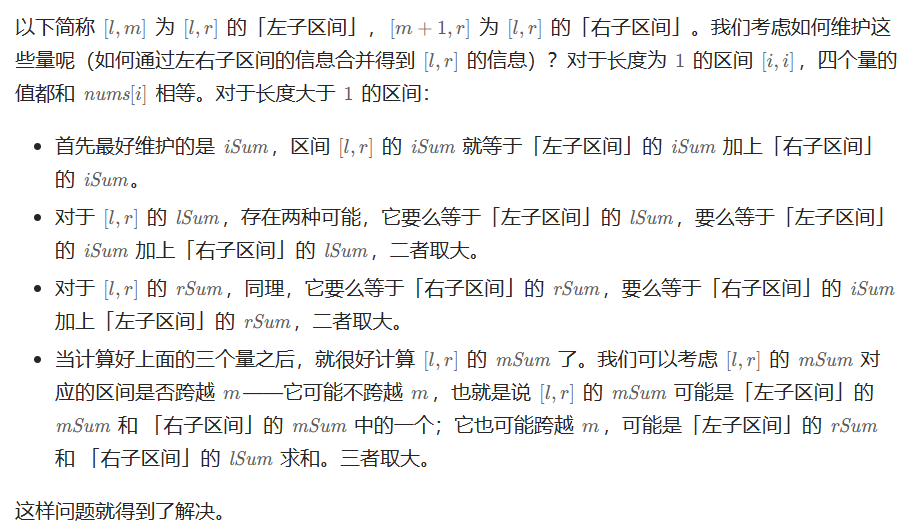 以下简称 [l, m] 为 [l, r] 的「左子区间」，[m + 1, r] 为 [l, r] 的「右子区间」。我们考虑如何维护这
些量呢（如何通过左右子区间的信息合并得到 [l, r] 的信息）？对于长度为 1 的区间 [i, i]，四个量的
值都和 nums[i] 相等。对于长度大于 1 的区间：
• 首先最好维护的是 iSum，区间 [l, r] 的 iSum 就等于「左子区间」的 iSum 加上「右子区间」
的 iSum。
• 对于 [l, r] 的 lSum，存在两种可能，它要么等于「左子区间」的 lSum，要么等于「左子区间」
的 iSum 加上「右子区间」的 lSum，二者取大。
• 对于 [l, r] 的 rSum，同理，它要么等于「右子区间」的 rSum，要么等于「右子区间」的 iSum
加上「左子区间」的 rSum，二者取大。
• 当计算好上面的三个量之后，就很好计算 [l, r] 的 mSum 了。我们可以考虑 [l, r] 的 mSum 对
应的区间是否跨越 m——它可能不跨越 m，也就是说 [l, r] 的 mSum 可能是「左子区间」的
mSum 和 「右子区间」的 mSum 中的一个；它也可能跨越 m，可能是「左子区间」的 rSum
和 「右子区间」的 lSum 求和。三者取大。
这样问题就得到了解决。